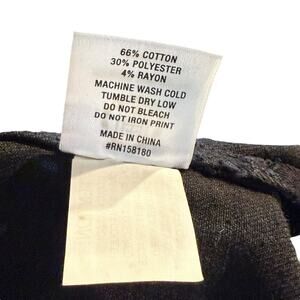 66% COTTON
30% POLYESTER
4% RAYON
MACHINE WASH COLD
TUMBLE DRY LOW
DO NOT BLEACH
DO NOT IRON PRINT
MADE IN CHINA
#RN158180